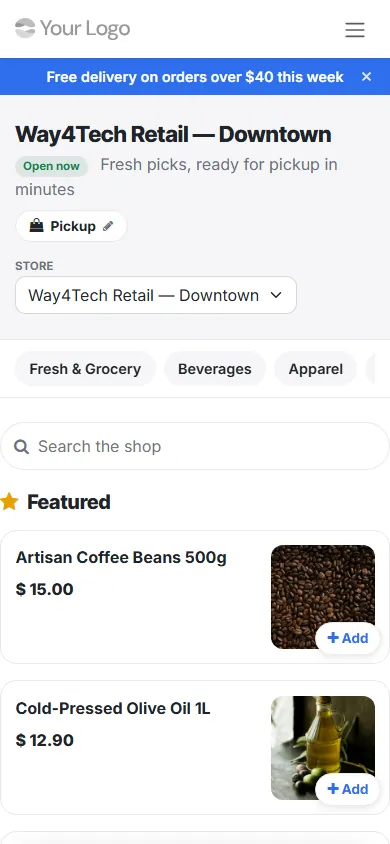 Your Logo
Free delivery on orders over $40 this week ×
Way4Tech Retail — Downtown
Open now Fresh picks, ready for pickup in
minutes
Pickup
STORE
Way4Tech Retail — Downtown
Fresh & Grocery Beverages Apparel
Search the shop
Featured
Artisan Coffee Beans 500g
$ 15.00
+ Add
Cold-Pressed Olive Oil 1L
$ 12.90
+ Add